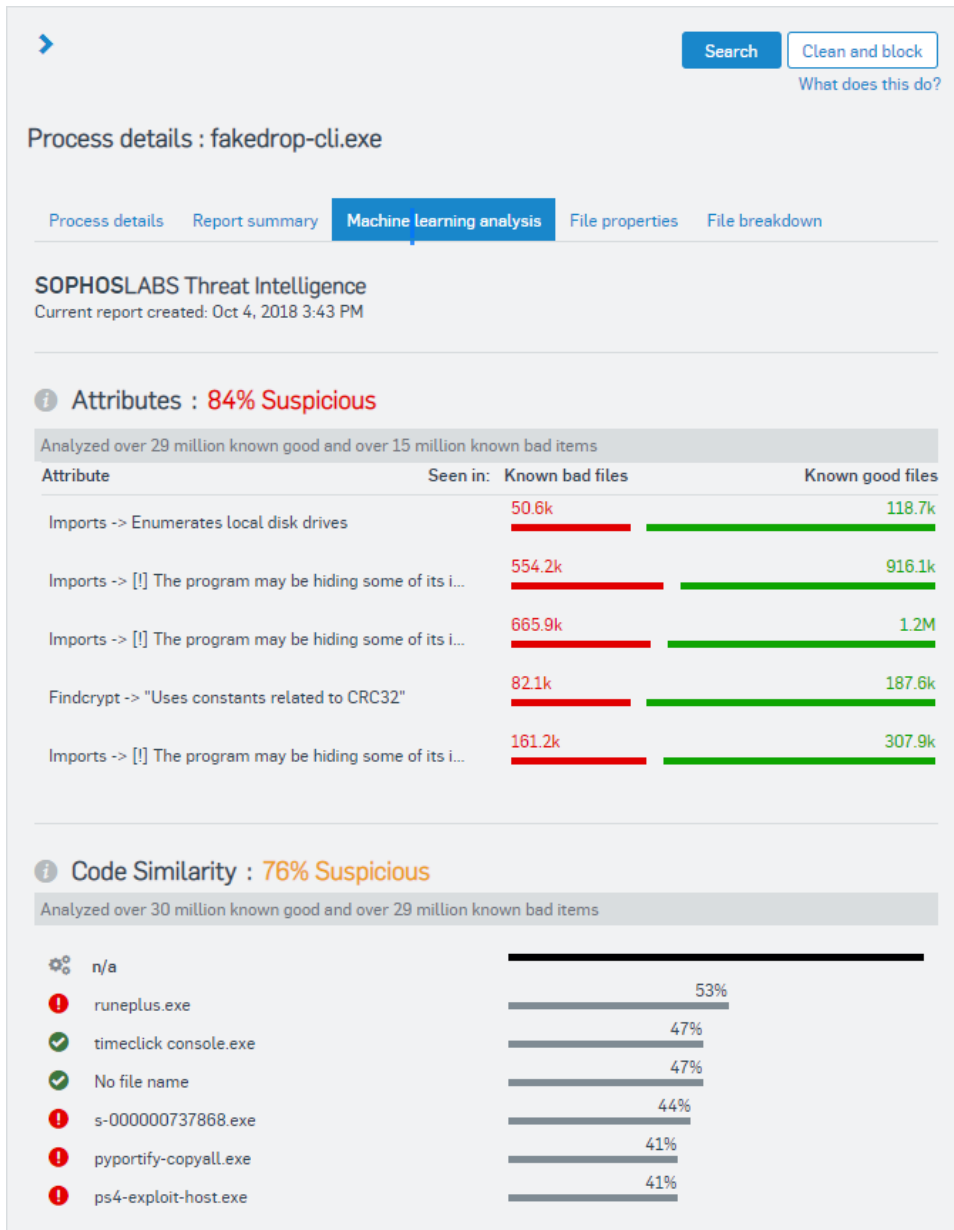 Search Clean and block
What does this do?
Process details : fakedrop-cli.exe
Process details Report summary Machine learning analysis File properties File breakdown
SOPHOSLABS Threat Intelligence
Current report created: Oct 4, 2018 3:43 PM
Attributes : 84% Suspicious
Analyzed over 29 million known good and over 15 million known bad items
Attribute Seen in: Known bad files Known good files
Imports -> Enumerates local disk drives 50.6k 118.7k
Imports -> [!] The program may be hiding some of its i... 554.2k 916.1k
Imports -> [!] The program may be hiding some of its i... 665.9k 1.2M
Findcrypt -> "Uses constants related to CRC32" 82.1k 187.6k
Imports -> [!] The program may be hiding some of its i... 161.2k 307.9k
Code Similarity : 76% Suspicious
Analyzed over 30 million known good and over 29 million known bad items
n/a
runeplus.exe 53%
timeclick console.exe 47%
No file name 47%
s-000000737868.exe 44%
pyportify-copyall.exe 41%
ps4-exploit-host.exe 41%